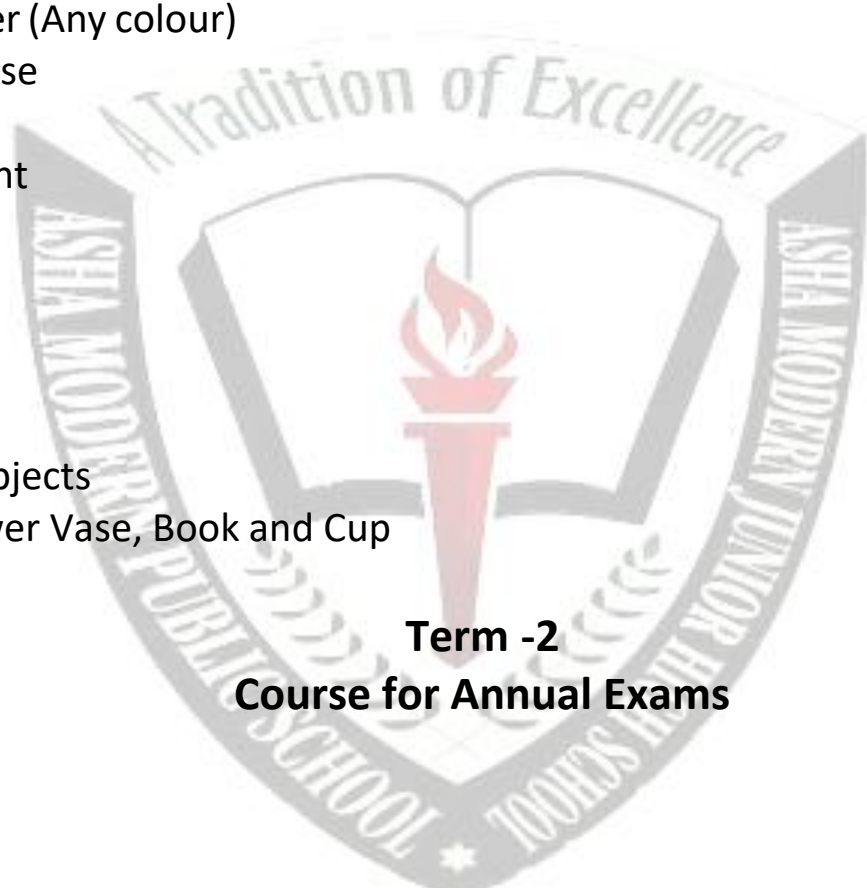 er (Any colour)
se
A Tradition of Excellence
nt
ASHA MODERN PUBLIC SCHOOL
ASHA MODERN JUNIOR HIGH SCHOOL
bjects
ver Vase, Book and Cup
Term -2
Course for Annual Exams